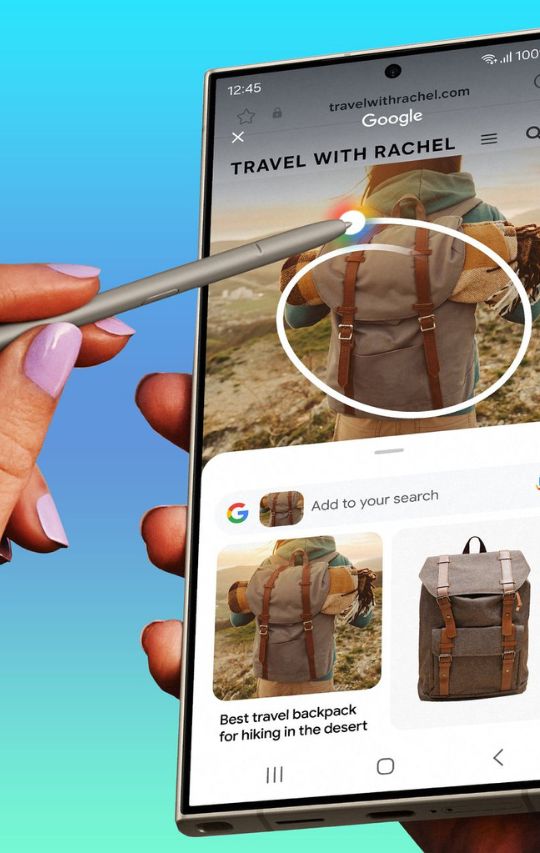 12:45
100
travelwithrachel.com
Google
TRAVEL WITH RACHEL
Add to your search
Best travel backpack
for hiking in the desert